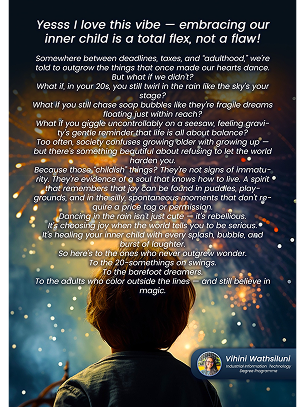 Yesss I love this vibe — embracing our
inner child is a total flex, not a flaw!
Somewhere between deadlines, taxes, and "adulthood," we're
told to outgrow the things that once made our hearts dance.
But what if we didn't?
What if, in your 20s, you still twirl in the rain like the sky's your
stage?
What if you still chase soap bubbles like they're fragile dreams
floating just within reach?
What if you giggle uncontrollably on a seesaw, feeling gravi-
ty's gentle reminder that life is all about balance?
Too often, society confuses growing older with growing up —
but there's something beautiful about refusing to let the world
harden you.
Because those "childish" things? They're not signs of immatu-
rity. They're evidence of a soul that knows how to live. A spirit
that remembers that joy can be found in puddles, play-
grounds, and in the silly, spontaneous moments that don't re-
quire a price tag or permission.
Dancing in the rain isn't just cute — it's rebellious.
It's choosing joy when the world tells you to be serious.
It's healing your inner child with every splash, bubble, and
burst of laughter.
So here's to the ones who never outgrew wonder.
To the 20-somethings on swings.
To the barefoot dreamers.
To the adults who color outside the lines — and still believe in
magic.
Vihini Wathsiluni
Industrial Information Technology
Degree Programme